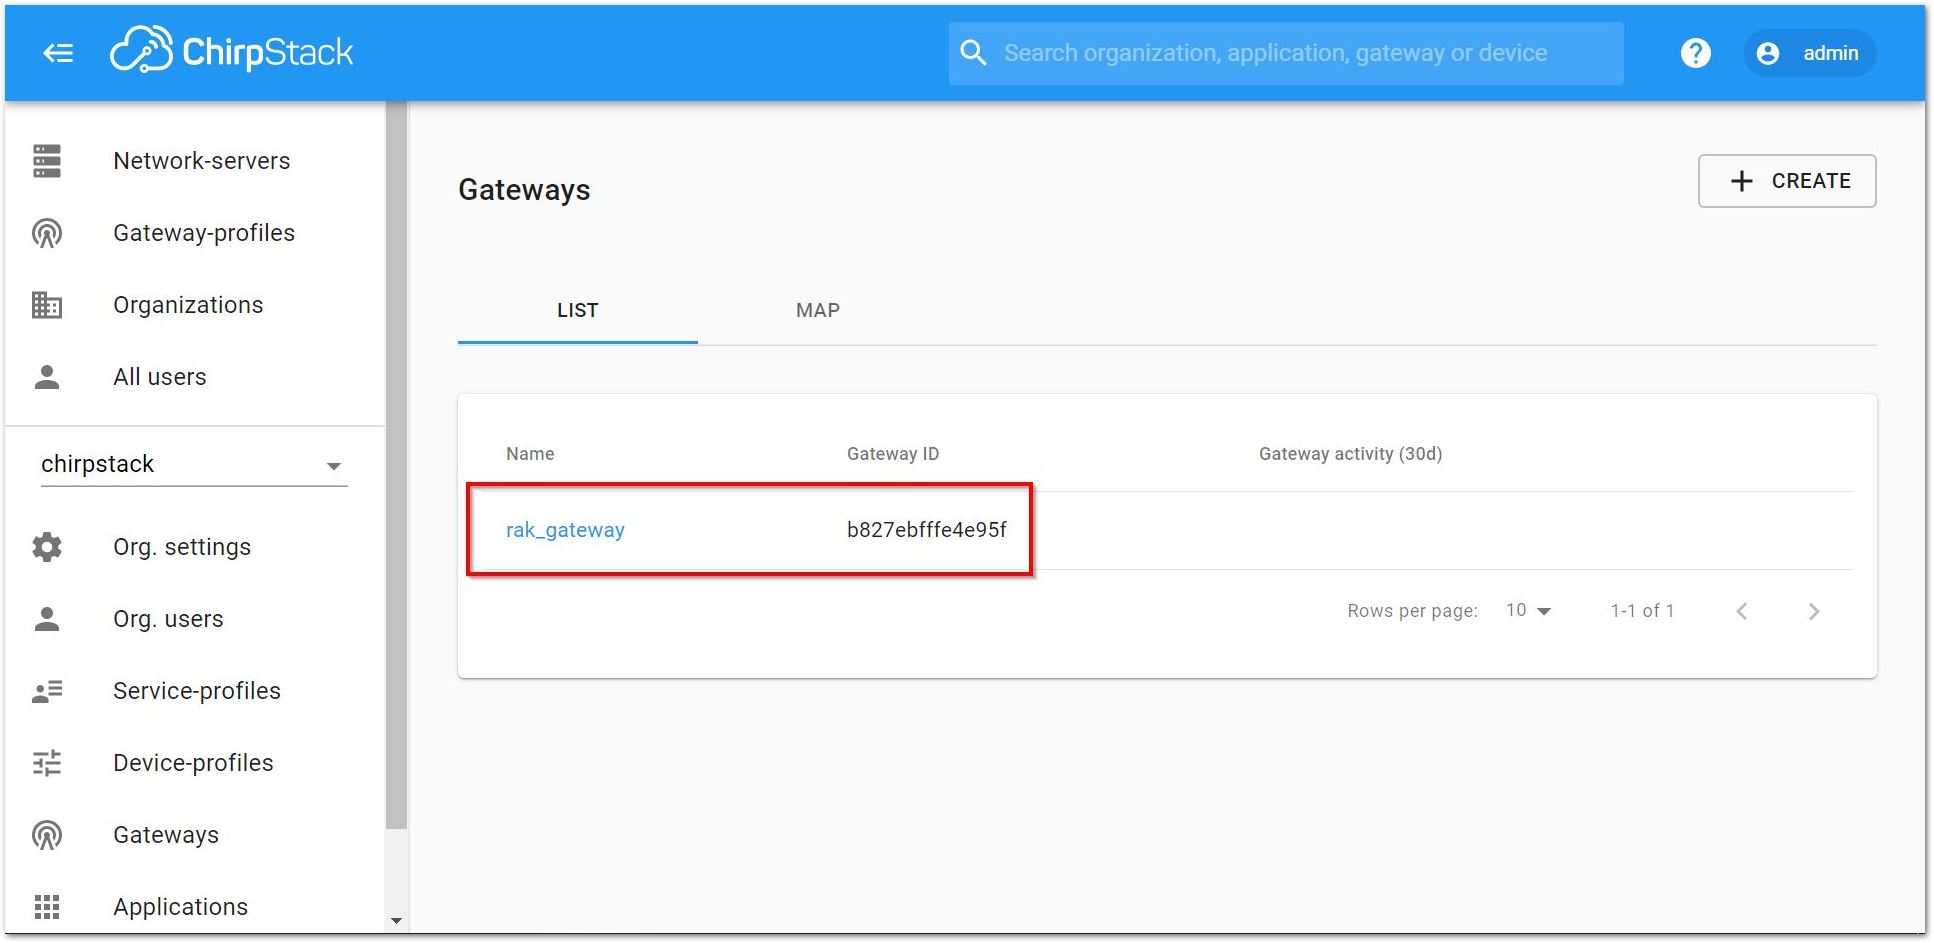 ChirpStack
Search organization, application, gateway or device
? admin
Network-servers
Gateway-profiles
Organizations
All users
chirpstack
Org. settings
Org. users
Service-profiles
Device-profiles
Gateways
Applications
Gateways
+ CREATE
LIST MAP
Name Gateway ID Gateway activity (30d)
rak_gateway b827ebfffe4e95f
Rows per page: 10 1-1 of 1